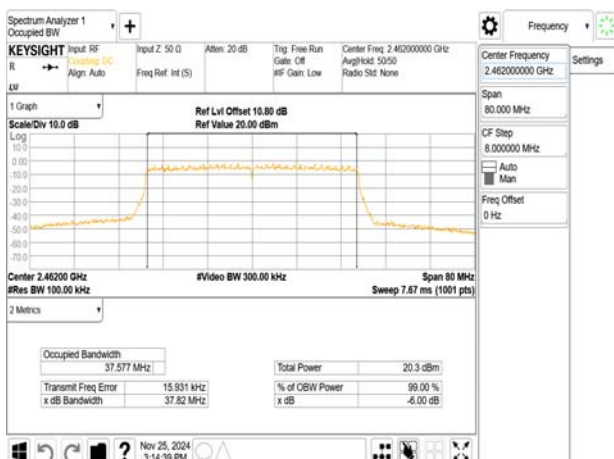 Spectrum Analyzer 1
Occupied BW
+
Frequency
KEYSIGHT
R
Input: RF
Coupling: DC
Align: Auto
Input Z: 50 Ω
Freq Ref: Int (S)
Atten: 20 dB
Trig: Free Run
Gate: Off
#IF Gain: Low
Center Freq: 2.462000000 GHz
Avg|Hold: 50/50
Radio Std: None
LVI
1 Graph
Scale/Div 10.0 dB
Ref Lvl Offset 10.80 dB
Ref Value 20.00 dBm
Log
10.0
0.00
-10.0
-20.0
-30.0
-40.0
-50.0
-60.0
-70.0
Center 2.46200 GHz
#Res BW 100.00 kHz
#Video BW 300.00 kHz
Span 80 MHz
Sweep 7.67 ms (1001 pts)
2 Metrics
Occupied Bandwidth
37.577 MHz
Transmit Freq Error 15.931 kHz
x dB Bandwidth 37.82 MHz
Total Power 20.3 dBm
% of OBW Power 99.00 %
x dB -6.00 dB
Center Frequency
2.462000000 GHz
Settings
Span
80.000 MHz
CF Step
8.000000 MHz
Auto
Man
Freq Offset
0 Hz
?
Nov 25, 2024
3:14:39 PM